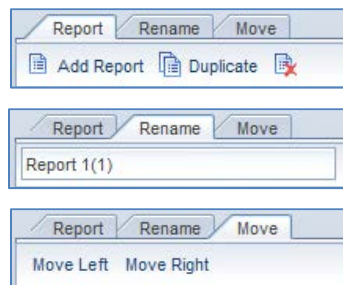 Report Rename Move
Add Report Duplicate
Report Rename Move
Report 1(1)
Report Rename Move
Move Left Move Right